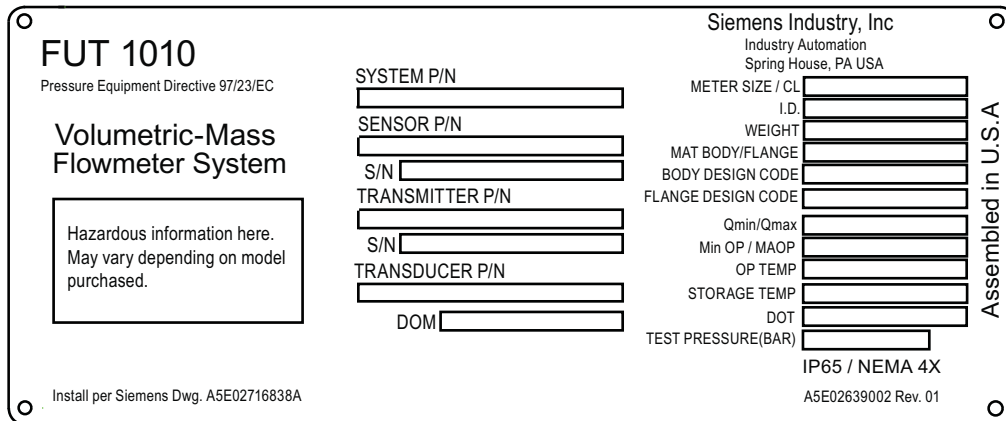 FUT 1010
Pressure Equipment Directive 97/23/EC
Volumetric-Mass
Flowmeter System
Hazardous information here.
May vary depending on model
purchased.
Install per Siemens Dwg. A5E02716838A
SYSTEM P/N
SENSOR P/N
S/N
TRANSMITTER P/N
S/N
TRANSDUCER P/N
DOM
Siemens Industry, Inc
Industry Automation
Spring House, PA USA
METER SIZE / CL
I.D.
WEIGHT
MAT BODY/FLANGE
BODY DESIGN CODE
FLANGE DESIGN CODE
Qmin/Qmax
Min OP / MAOP
OP TEMP
STORAGE TEMP
DOT
TEST PRESSURE(BAR)
IP65 / NEMA 4X
A5E02639002 Rev. 01
Assembled in U.S.A